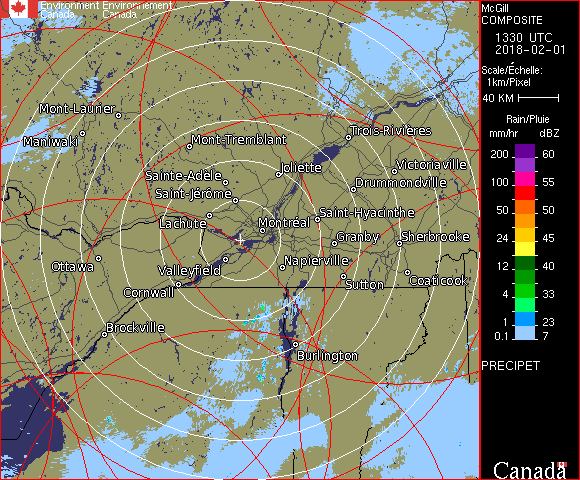 Environment Environnement
Canada Canada
McGill
COMPOSITE
1330 UTC
2018-02-01
Scale/Échelle:
1km/Pixel
40 KM
Rain/Pluie
mm/hr dBZ
200 60
100 55
50 50
24 45
12 40
4 33
1 23
0.1 7
PRECIPET
Mont-Laurier
Maniwaki
Mont-Tremblant
Trois-Rivières
Joliette
Victoriaville
Sainte-Adèle
Drummondville
Saint-Jérôme
Saint-Hyacinthe
Lachute
Montréal
Granby
Sherbrooke
Ottawa
Valleyfield
Napierville
Cornwall
Sutton
Coaticook
Brockville
Burlington
Canada